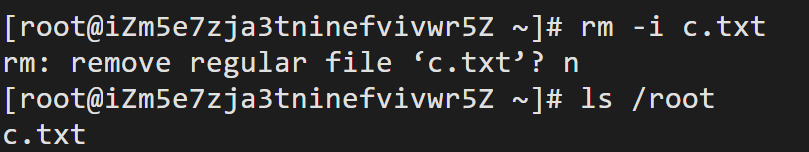 [root@iZm5e7zja3tninefvivwr5Z ~]# rm -i c.txt
rm: remove regular file ‘c.txt’? n
[root@iZm5e7zja3tninefvivwr5Z ~]# ls /root
c.txt